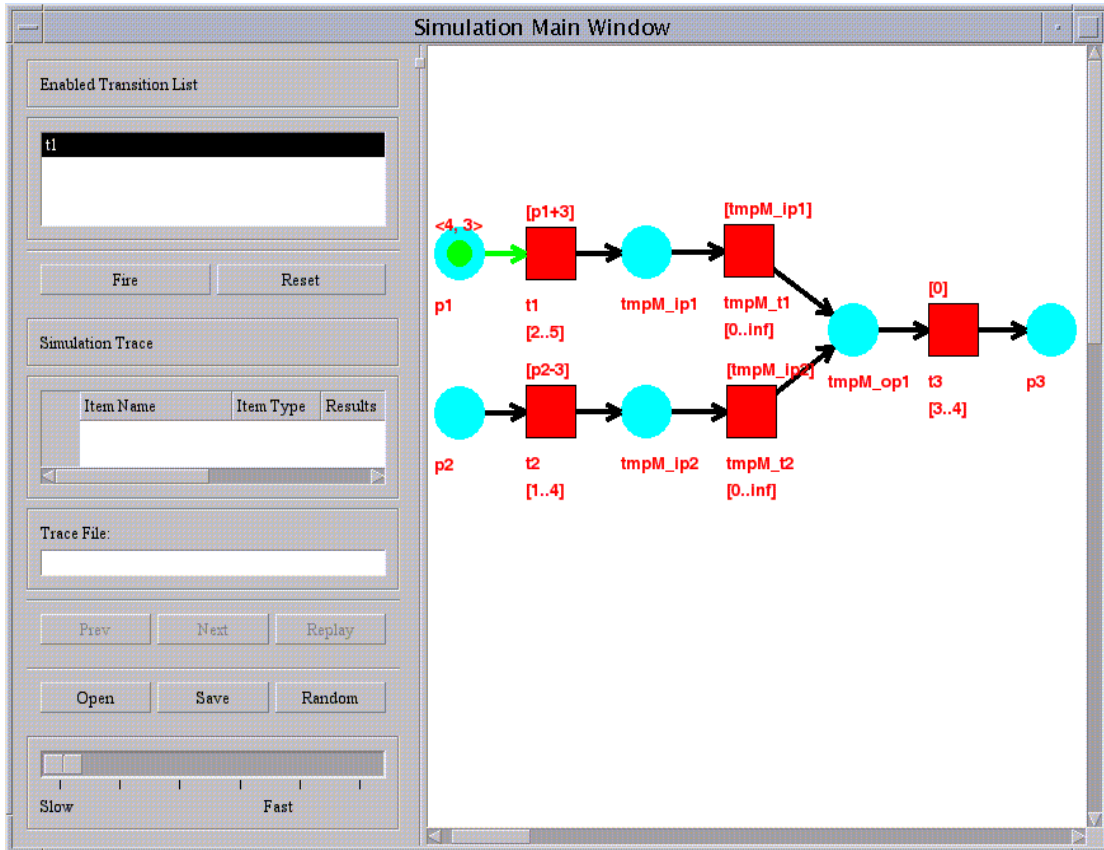 Simulation Main Window
Enabled Transition List
t1
Fire
Reset
Simulation Trace
Item Name
Item Type
Results
Trace File:
Prev
Next
Replay
Open
Save
Random
Slow
Fast
<4, 3>
[p1+3]
[tmpM_ip1]
p1
t1
tmpM_ip1
tmpM_t1
[2..5]
[0..inf]
[0]
[p2-3]
[tmpM_ip2]
tmpM_op1
t3
p3
[3..4]
p2
t2
tmpM_ip2
tmpM_t2
[1..4]
[0..inf]